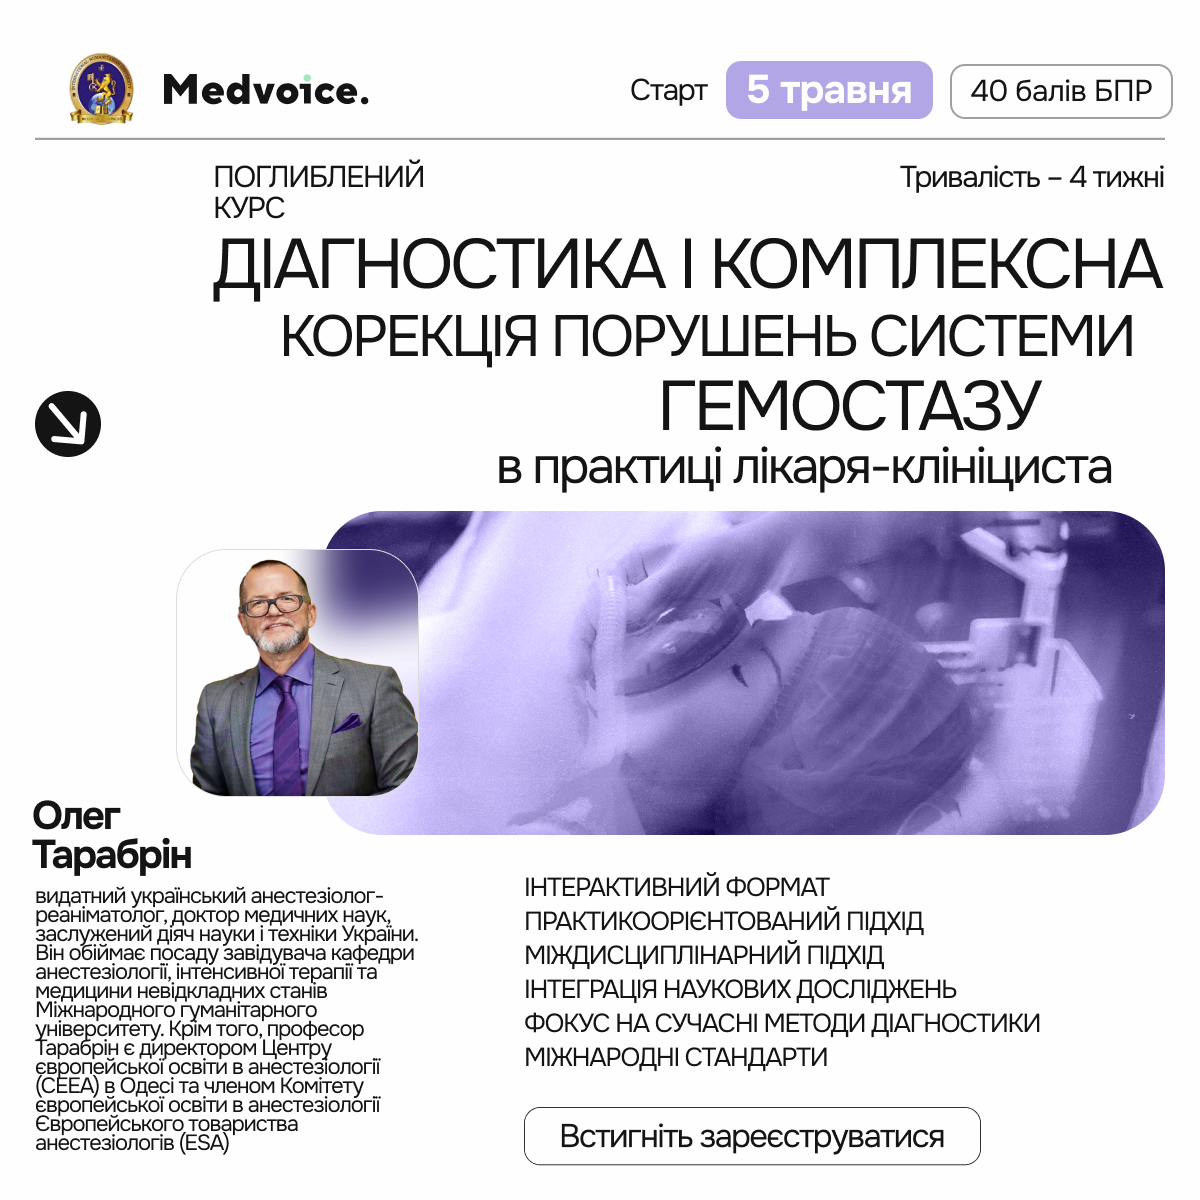 Medvoice.
Старт
5 травня
40 балів БПР
ПОГЛИБЛЕНИЙ
КУРС
Тривалість – 4 тижні
ДІАГНОСТИКА І КОМПЛЕКСНА
КОРЕКЦІЯ ПОРУШЕНЬ СИСТЕМИ
ГЕМОСТАЗУ
в практиці лікаря-клініциста
Олег
Тарабрін
видатний український анестезіолог-
реаніматолог, доктор медичних наук,
заслужений діяч науки і техніки України.
Він обіймає посаду завідувача кафедри
анестезіології, інтенсивної терапії та
медицини невідкладних станів
Міжнародного гуманітарного
університету. Крім того, професор
Тарабрін є директором Центру
європейської освіти в анестезіології
(CEEA) в Одесі та членом Комітету
європейської освіти в анестезіології
Європейського товариства
анестезіологів (ESA)
ІНТЕРАКТИВНИЙ ФОРМАТ
ПРАКТИКООРІЄНТОВАНИЙ ПІДХІД
МІЖДИСЦИПЛІНАРНИЙ ПІДХІД
ІНТЕГРАЦІЯ НАУКОВИХ ДОСЛІДЖЕНЬ
ФОКУС НА СУЧАСНІ МЕТОДИ ДІАГНОСТИКИ
МІЖНАРОДНІ СТАНДАРТИ
Встигніть зареєструватися